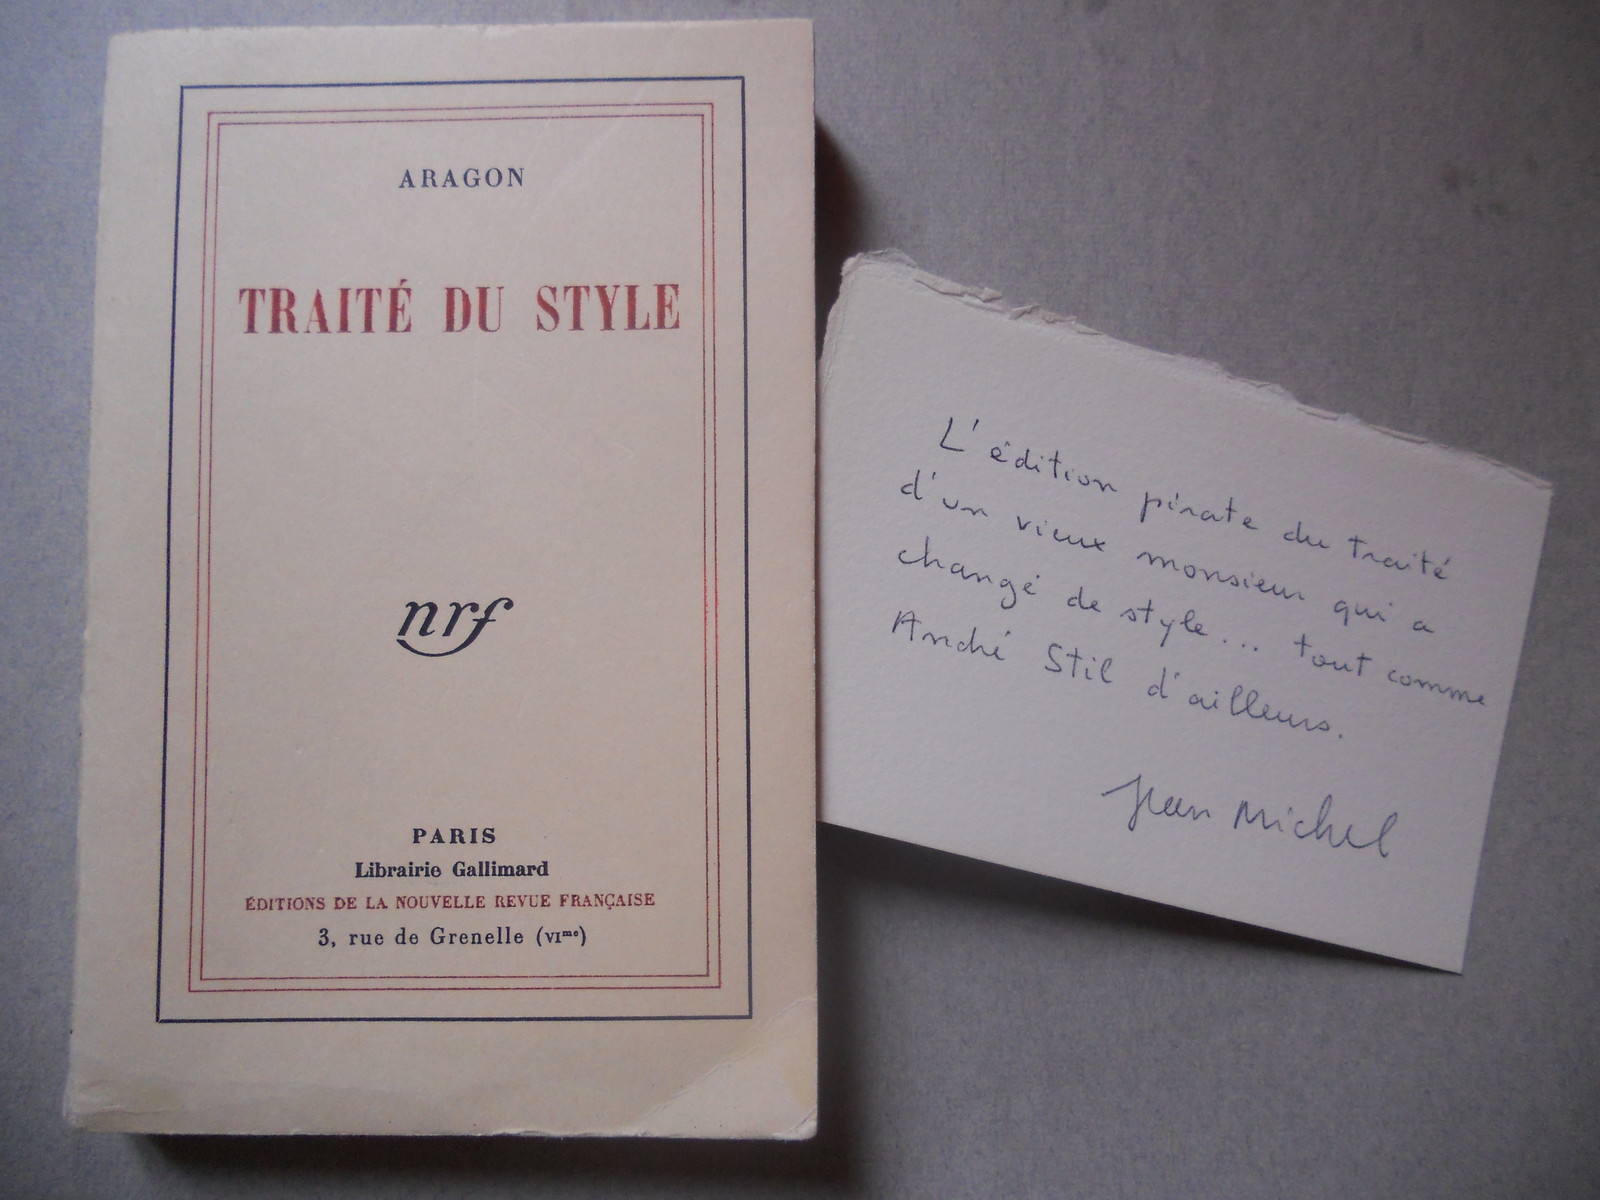 ARAGON
TRAITÉ DU STYLE
nrf
PARIS
Librairie Gallimard
ÉDITIONS DE LA NOUVELLE REVUE FRANÇAISE
3, rue de Grenelle (VIme)
L'édition pirate du traité
d'un vieux monsieur qui a
changé de style... tout comme
André Stil d'ailleurs.
Jean Michel